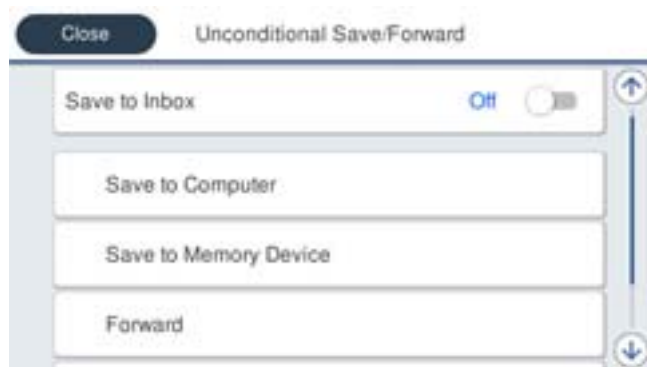 Close
Unconditional Save/Forward
Save to Inbox
Off
Save to Computer
Save to Memory Device
Forward